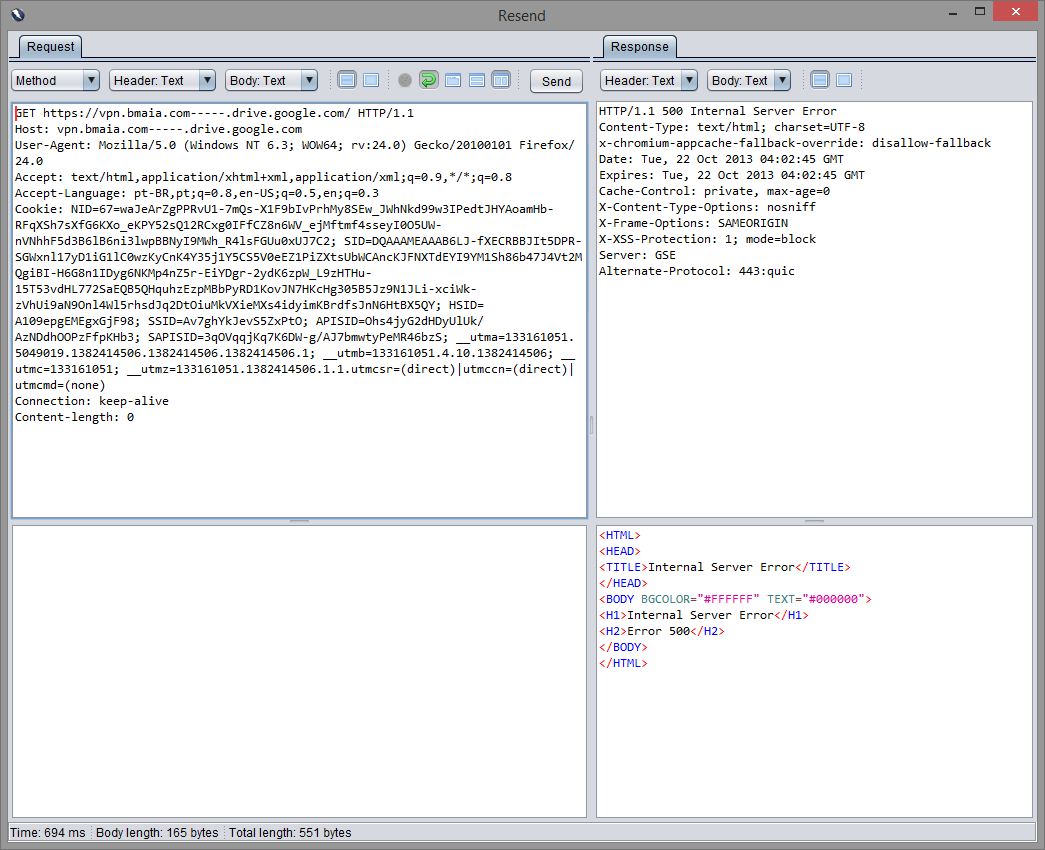 Resend
Request
Method Header: Text Body: Text Send
GET https://vpn.bmaia.com-----.drive.google.com/ HTTP/1.1
Host: vpn.bmaia.com-----.drive.google.com
User-Agent: Mozilla/5.0 (Windows NT 6.3; WOW64; rv:24.0) Gecko/20100101 Firefox/
24.0
Accept: text/html,application/xhtml+xml,application/xml;q=0.9,*/*;q=0.8
Accept-Language: pt-BR,pt;q=0.8,en-US;q=0.5,en;q=0.3
Cookie: NID=67=waJeArZgPPRvU1-7mQs-X1F9bIvPrhMy8SEw_JWhNkd99w3IPedtJHYAoamHb-
RFqXSh7sXfG6KXo_eKPY52sQ12RCxg0IFfCZ8n6WV_ejMftmf4sseyI0O5UW-
nVNhhF5d3B6lB6ni3lwpBBNyI9MWh_R4lsFGUu0xUJ7C2; SID=DQAAAMEAAAB6LJ-fXECRBBJIt5DPR-
SGWxnl17yD1iG1lC0wzKyCnK4Y35j1Y5CS5V0eEZ1PiZXtsUbWCAncKJFNXTdEYI9YM1Sh86b47J4Vt2M
QgiBI-H6G8n1IDyg6NKMp4nZ5r-EiYDgr-2ydK6zpW_L9zHTHu-
15T53vdHL772SaEQB5QHquhzEzpMBbPyRD1KovJN7HKcHg305B5Jz9N1JLi-xciWk-
zVhUi9aN9Onl4Wl5rhsdJq2DtOiuMkVXieMXs4idyimKBrdfsJnN6HtBX5QY; HSID=
A109epgEMEgxGjF98; SSID=Av7ghYkJevS5ZxPtO; APISID=Ohs4jyG2dHDyUlUk/
AzNDdhOOPzFfpKHb3; SAPISID=3qOVqqjKq7K6DW-g/AJ7bmwtyPeMR46bzS; __utma=133161051.
5049019.1382414506.1382414506.1382414506.1; __utmb=133161051.4.10.1382414506; __
utmc=133161051; __utmz=133161051.1382414506.1.1.utmcsr=(direct)|utmccn=(direct)|
utmcmd=(none)
Connection: keep-alive
Content-length: 0
Response
Header: Text Body: Text
HTTP/1.1 500 Internal Server Error
Content-Type: text/html; charset=UTF-8
x-chromium-appcache-fallback-override: disallow-fallback
Date: Tue, 22 Oct 2013 04:02:45 GMT
Expires: Tue, 22 Oct 2013 04:02:45 GMT
Cache-Control: private, max-age=0
X-Content-Type-Options: nosniff
X-Frame-Options: SAMEORIGIN
X-XSS-Protection: 1; mode=block
Server: GSE
Alternate-Protocol: 443:quic
<HTML>
<HEAD>
<TITLE>Internal Server Error</TITLE>
</HEAD>
<BODY BGCOLOR="#FFFFFF" TEXT="#000000">
<H1>Internal Server Error</H1>
<H2>Error 500</H2>
</BODY>
</HTML>
Time: 694 ms Body length: 165 bytes Total length: 551 bytes